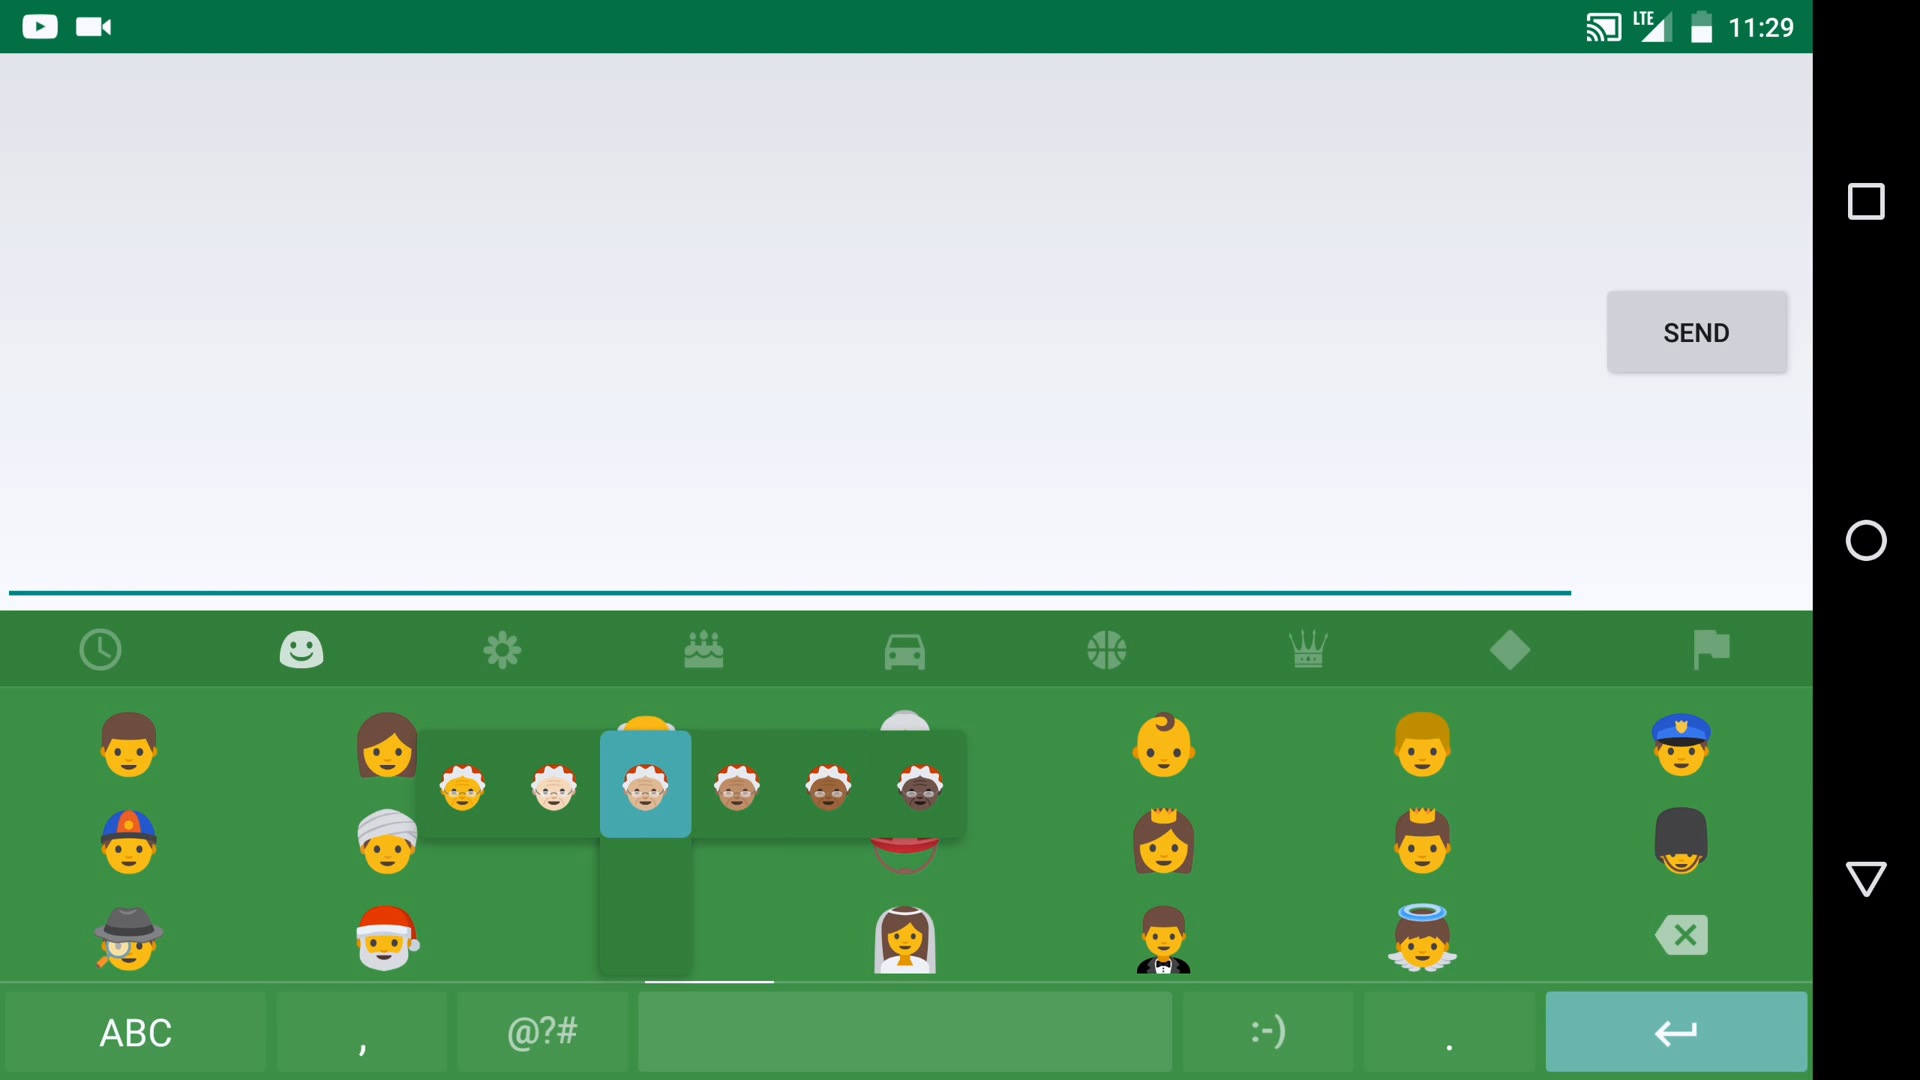 LTE 11:29
SEND
ABC , @?# :-) .